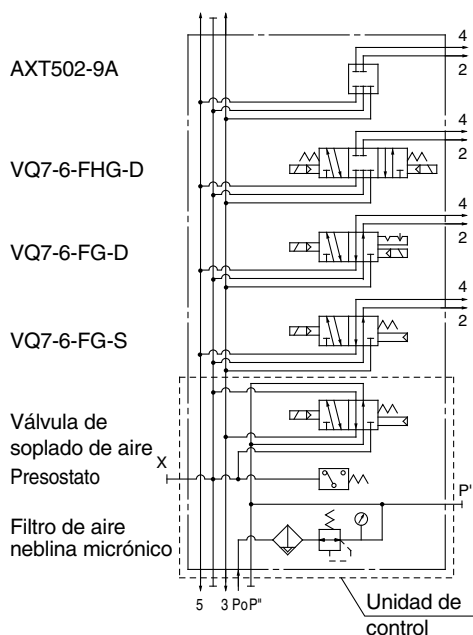 AXT502-9A
4
2
VQ7-6-FHG-D
4
2
VQ7-6-FG-D
4
2
VQ7-6-FG-S
4
2
Válvula de
soplado de aire
X
Presostato
P'
Filtro de aire
neblina micrónico
5 3 Po P"
Unidad de
control